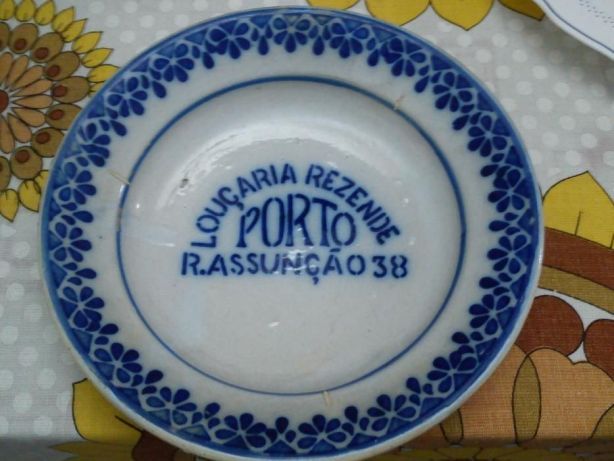 LOUÇARIA REZENDE
PORTO
R.ASSUNÇÃO 38